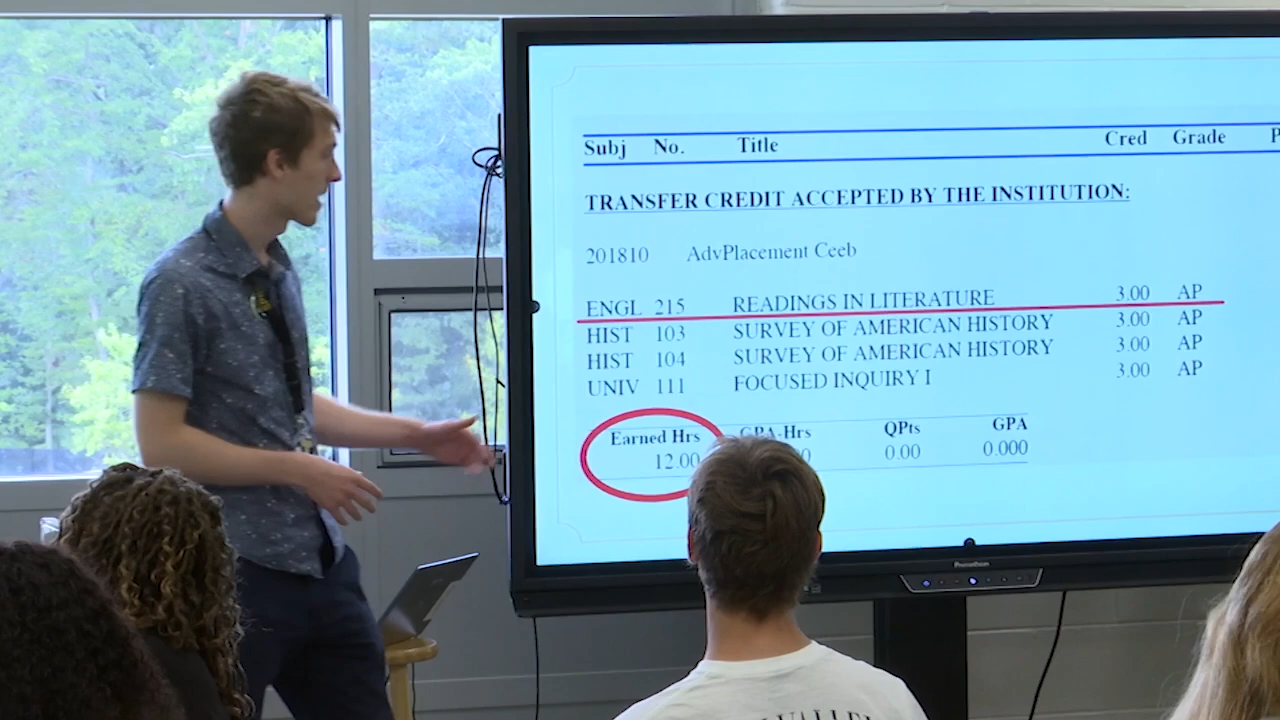 Subj No. Title Cred Grade P
TRANSFER CREDIT ACCEPTED BY THE INSTITUTION:
201810 AdvPlacement Ceeb
ENGL 215 READINGS IN LITERATURE 3.00 AP
HIST 103 SURVEY OF AMERICAN HISTORY 3.00 AP
HIST 104 SURVEY OF AMERICAN HISTORY 3.00 AP
UNIV 111 FOCUSED INQUIRY I 3.00 AP
Earned Hrs GPA-Hrs QPts GPA
12.00 0.00 0.000
Promethean